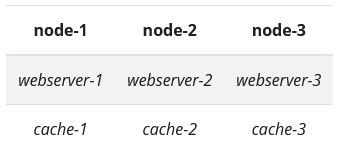 node-1 node-2 node-3
webserver-1 webserver-2 webserver-3
cache-1 cache-2 cache-3